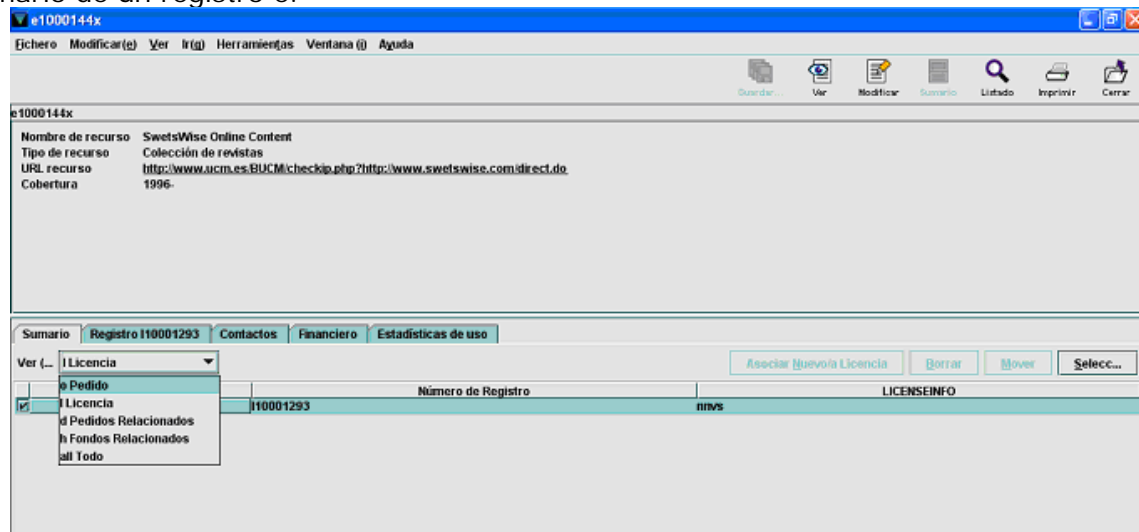 nario de un registro er
e1000144x
Fichero Modificar(e) Ver Ir(g) Herramientas Ventana (i) Ayuda
Guardar... Ver Modificar Sumario Listado Imprimir Cerrar
e1000144x
Nombre de recurso SwetsWise Online Content
Tipo de recurso Colección de revistas
URL recurso http://www.ucm.es/BUCM/checkip.php?http://www.swetswise.com/direct.do
Cobertura 1996-
Sumario Registro l10001293 Contactos Financiero Estadísticas de uso
Ver (... l Licencia Asociar Nuevo/a Licencia Borrar Mover Selecc...
Número de Registro LICENSEINFO
o Pedido
l10001293 nnvs
l Licencia
d Pedidos Relacionados
h Fondos Relacionados
all Todo